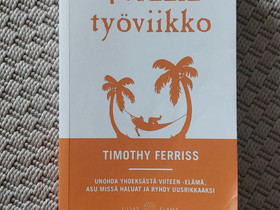 työviikko
TIMOTHY FERRISS
UNOHDA YHDEKSÄSTÄ VIITEEN -ELÄMÄ,
ASU MISSÄ HALUAT JA RYHDY UUSRIKKAAKSI